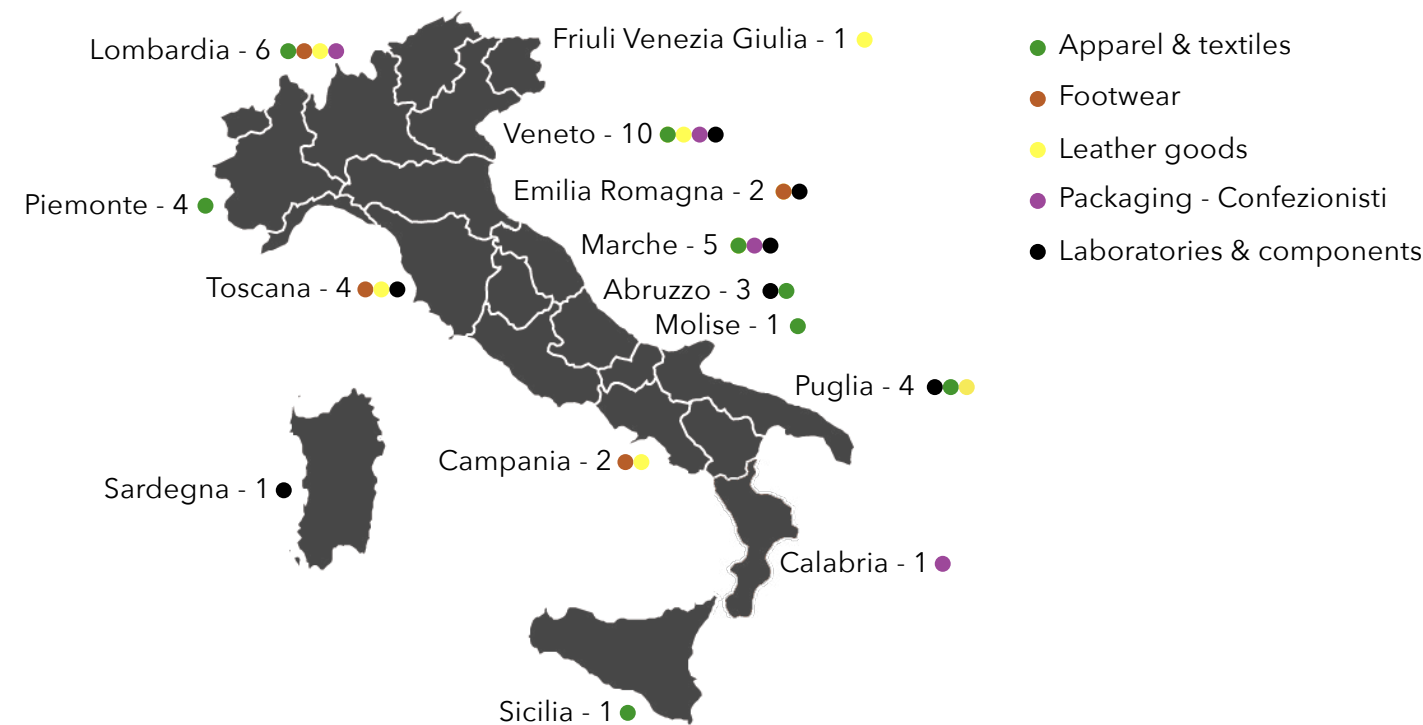 Lombardia - 6
Friuli Venezia Giulia - 1
Veneto - 10
Emilia Romagna - 2
Piemonte - 4
Marche - 5
Toscana - 4
Abruzzo - 3
Molise - 1
Puglia - 4
Campania - 2
Sardegna - 1
Calabria - 1
Sicilia - 1
Apparel & textiles
Footwear
Leather goods
Packaging - Confezionisti
Laboratories & components